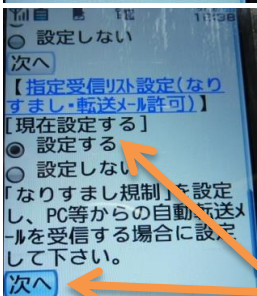 18:38
○ 設定しない
次へ
【指定受信リスト設定(なり
すまし・転送メール許可)】
[現在設定する]
◉ 設定する
○ 設定しない
「なりすまし規制」を設定
し、PC等からの自動転送メ
ールを受信する場合に設定
して下さい。
次へ